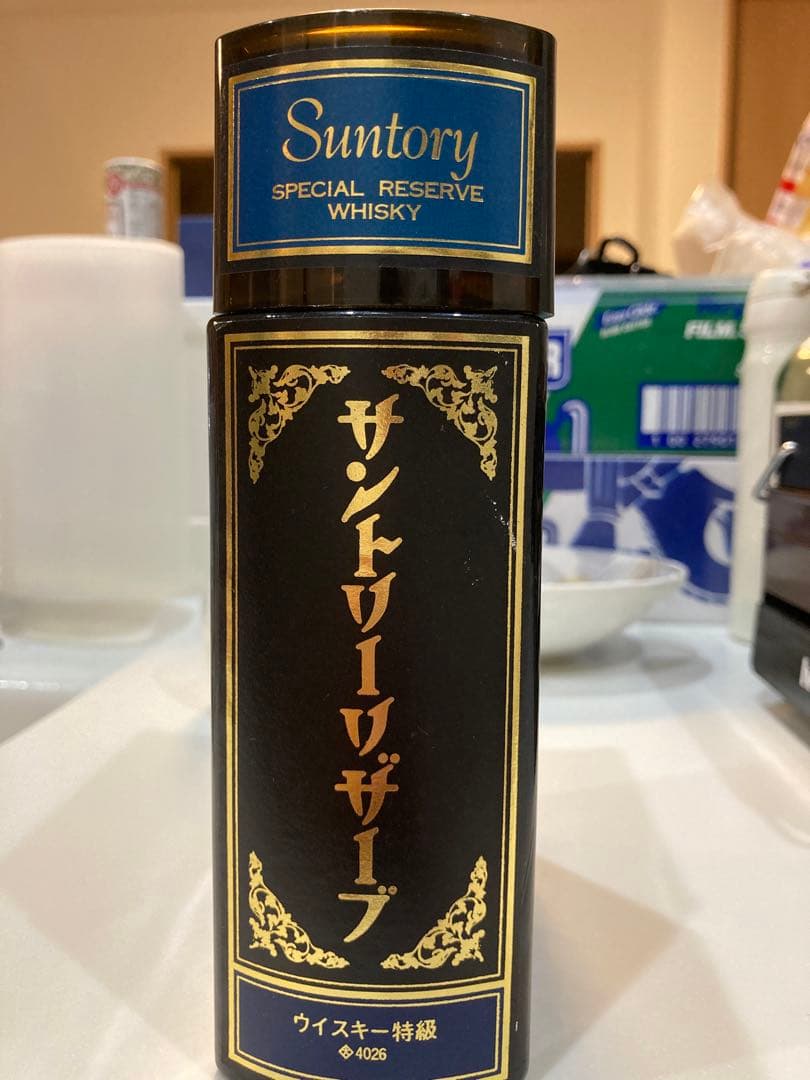 Suntory
SPECIAL RESERVE
WHISKY
サントリーリザーブ
ウイスキー特級
4026
FILM